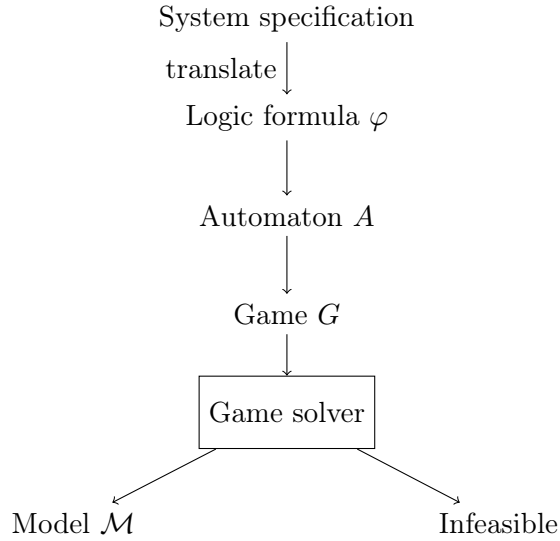 System specification
translate
Logic formula φ
Automaton A
Game G
Game solver
Model ℳ
Infeasible